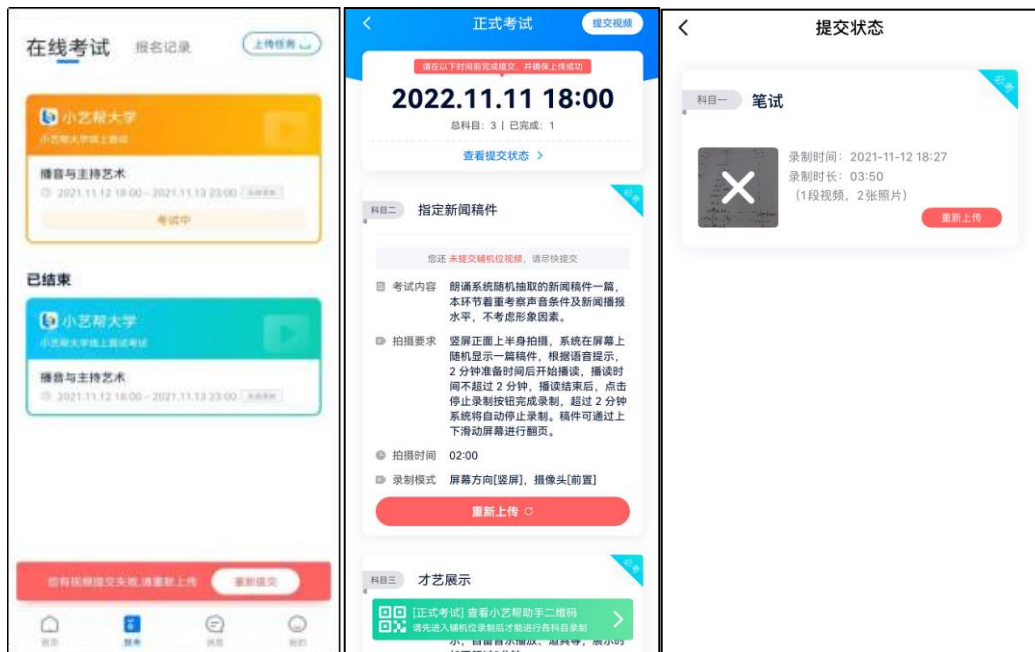 在线考试 报名记录 上传任务
小艺帮大学
小艺帮大学线上面试
播音与主持艺术
2021.11.12 18:00 - 2021.11.13 23:00
考试中
已结束
小艺帮大学
播音与主持艺术
2021.11.12 18:00 - 2021.11.13 23:00
您有视频提交失败,请重新上传 重新提交
首页 报考 消息 我的
正式考试 提交视频
请在以下时间前完成提交，并确保上传成功
2022.11.11 18:00
总科目：3 | 已完成：1
查看提交状态 >
必考
科目二 指定新闻稿件
您还 未提交辅机位视频，请尽快提交
考试内容 朗诵系统随机抽取的新闻稿件一篇，
本环节着重考察声音条件及新闻播报
水平，不考虑形象因素。
拍摄要求 竖屏正面上半身拍摄，系统在屏幕上
随机显示一篇稿件，根据语音提示，
2 分钟准备时间后开始播读，播读时
间不超过 2 分钟，播读结束后，点击
停止录制按钮完成录制，超过 2 分钟
系统将自动停止录制。稿件可通过上
下滑动屏幕进行翻页。
拍摄时间 02:00
录制模式 屏幕方向[竖屏]，摄像头[前置]
重新上传
必考
科目三 才艺展示
[正式考试] 查看小艺帮助手二维码
请先进入辅机位录制后才能进行各科目录制
提交状态
必考
科目一 笔试
录制时间：2021-11-12 18:27
录制时长：03:50
（1段视频，2张照片）
重新上传